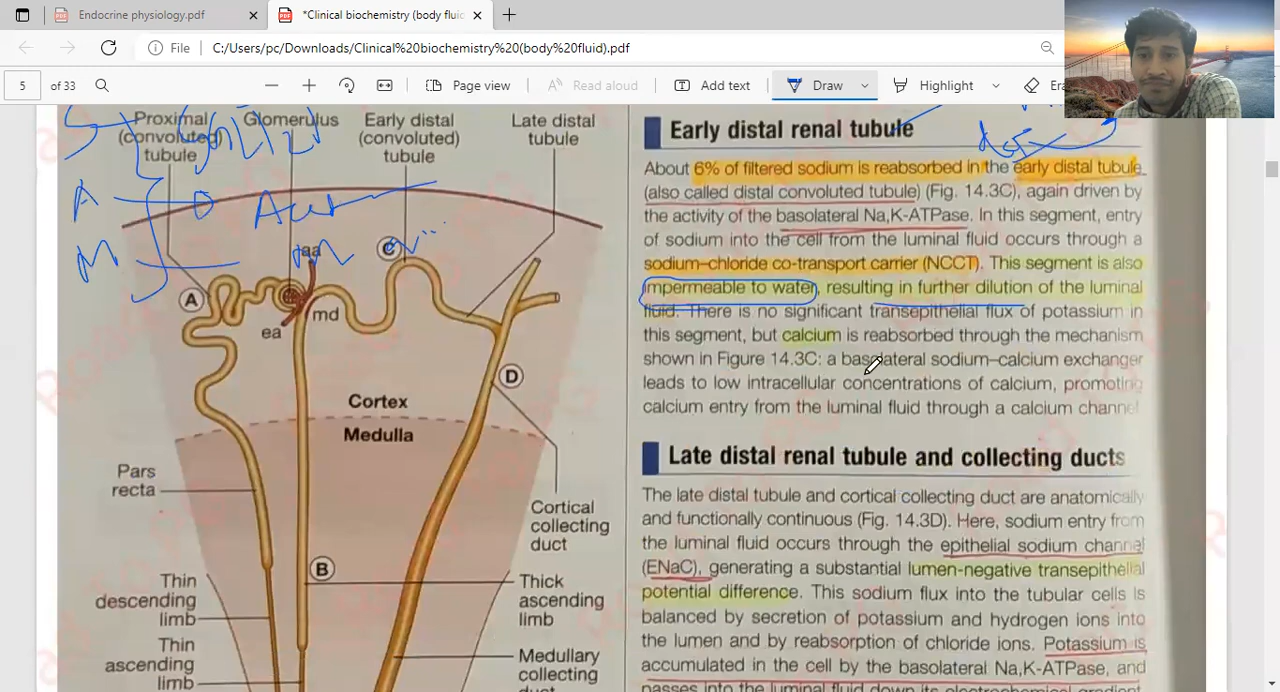 Endocrine physiology.pdf
*Clinical biochemistry (body fluid
File
C:/Users/pc/Downloads/Clinical%20biochemistry%20(body%20fluid).pdf
5 of 33
Page view
Read aloud
Add text
Draw
Highlight
Proximal
(convoluted)
tubule
Glomerulus
Early distal
(convoluted)
tubule
Late distal
tubule
S
A
M
aa
A
C
ea
md
D
Cortex
Medulla
Pars
recta
Cortical
collecting
duct
B
Thin
descending
limb
Thick
ascending
limb
Thin
ascending
limb
Medullary
collecting
Early distal renal tubule
About 6% of filtered sodium is reabsorbed in the early distal tubule
(also called distal convoluted tubule) (Fig. 14.3C), again driven by
the activity of the basolateral Na,K-ATPase. In this segment, entry
of sodium into the cell from the luminal fluid occurs through a
sodium–chloride co-transport carrier (NCCT). This segment is also
impermeable to water, resulting in further dilution of the luminal
fluid. There is no significant transepithelial flux of potassium in
this segment, but calcium is reabsorbed through the mechanism
shown in Figure 14.3C: a basolateral sodium–calcium exchanger
leads to low intracellular concentrations of calcium, promoting
calcium entry from the luminal fluid through a calcium channel
Late distal renal tubule and collecting ducts
The late distal tubule and cortical collecting duct are anatomically
and functionally continuous (Fig. 14.3D). Here, sodium entry from
the luminal fluid occurs through the epithelial sodium channel
(ENaC), generating a substantial lumen-negative transepithelial
potential difference. This sodium flux into the tubular cells is
balanced by secretion of potassium and hydrogen ions into
the lumen and by reabsorption of chloride ions. Potassium is
accumulated in the cell by the basolateral Na,K-ATPase, and
passes into the luminal fluid down its electrochemical gradient